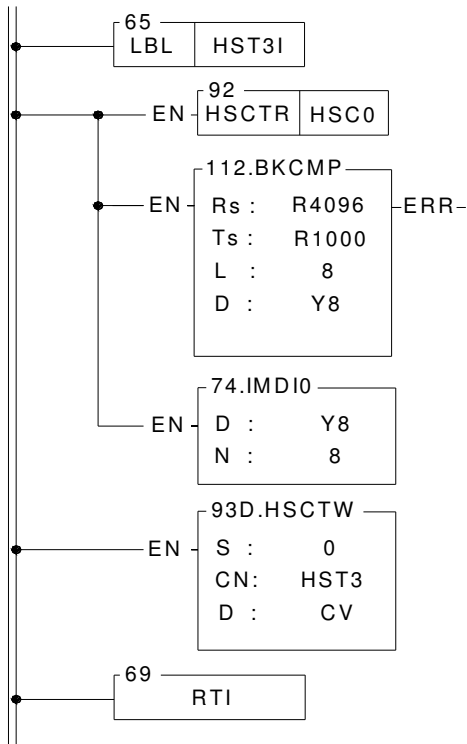 65
LBL HST3I
92
EN HSCTR HSC0
112.BKCMP
EN Rs : R4096 ERR
Ts : R1000
L : 8
D : Y8
74.IMDI0
EN D : Y8
N : 8
93D.HSCTW
EN S : 0
CN: HST3
D : CV
69
RTI